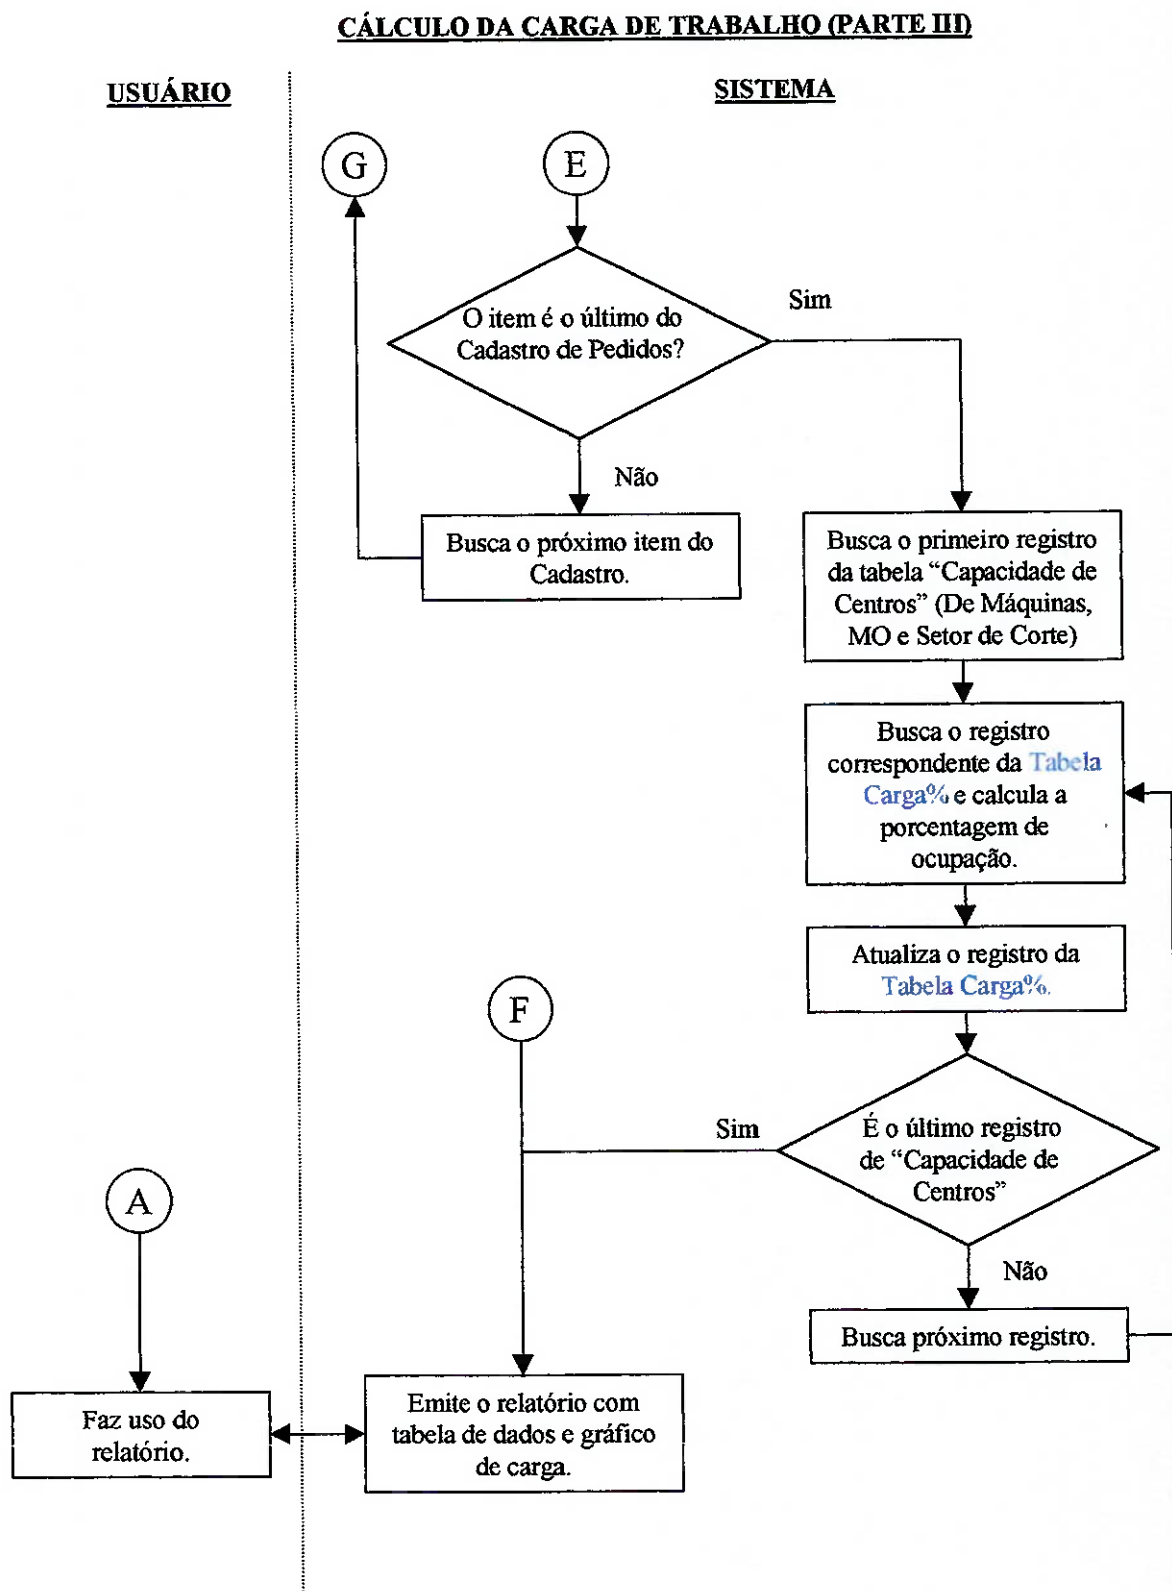 CÁLCULO DA CARGA DE TRABALHO (PARTE III)
USUÁRIO
SISTEMA
G
E
O item é o último do
Cadastro de Pedidos?
Sim
Não
Busca o próximo item do
Cadastro.
Busca o primeiro registro
da tabela “Capacidade de
Centros” (De Máquinas,
MO e Setor de Corte)
Busca o registro
correspondente da Tabela
Carga% e calcula a
porcentagem de
ocupação.
Atualiza o registro da
Tabela Carga%.
F
É o último registro
de “Capacidade de
Centros”
Sim
Não
Busca próximo registro.
A
Faz uso do
relatório.
Emite o relatório com
tabela de dados e gráfico
de carga.